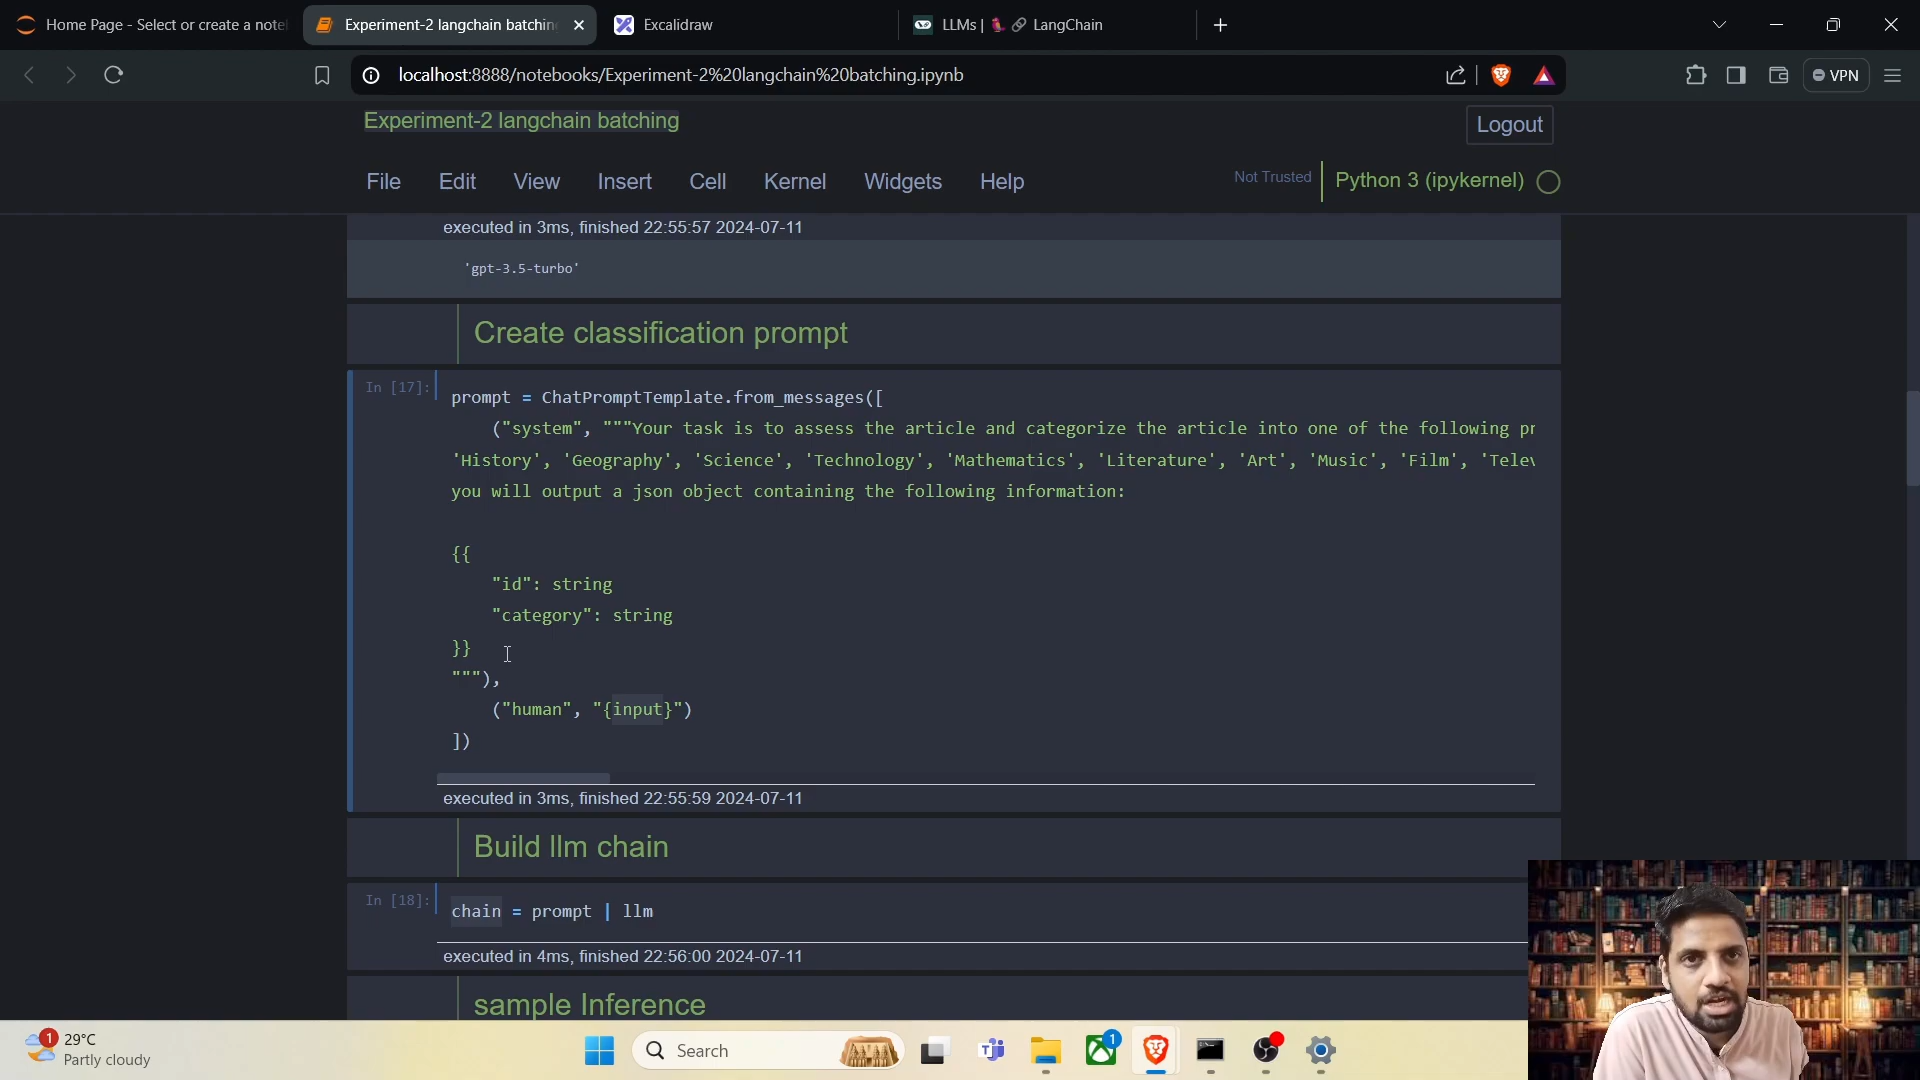 Home Page - Select or create a note
Experiment-2 langchain batchin
Excalidraw
LLMs | LangChain
localhost:8888/notebooks/Experiment-2%20langchain%20batching.ipynb
VPN
Experiment-2 langchain batching
Logout
File Edit View Insert Cell Kernel Widgets Help
Not Trusted
Python 3 (ipykernel)
executed in 3ms, finished 22:55:57 2024-07-11
'gpt-3.5-turbo'
Create classification prompt
In [17]:
prompt = ChatPromptTemplate.from_messages([
("system", """Your task is to assess the article and categorize the article into one of the following pr
'History', 'Geography', 'Science', 'Technology', 'Mathematics', 'Literature', 'Art', 'Music', 'Film', 'Telev
you will output a json object containing the following information:
{{
"id": string
"category": string
}}
"""),
("human", "{input}")
])
executed in 3ms, finished 22:55:59 2024-07-11
Build llm chain
In [18]:
chain = prompt | llm
executed in 4ms, finished 22:56:00 2024-07-11
sample Inference
1
29°C
Partly cloudy
Search
1